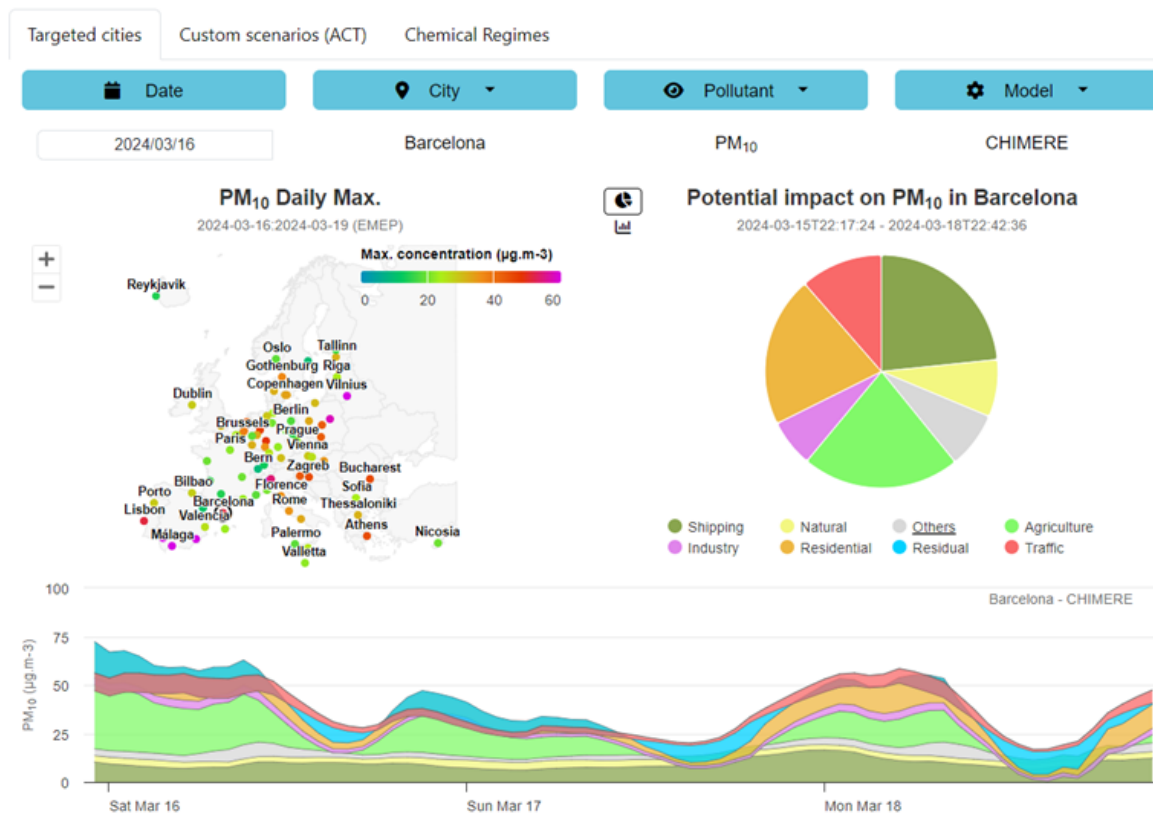 Targeted cities Custom scenarios (ACT) Chemical Regimes
Date City Pollutant Model
2024/03/16 Barcelona PM₁₀ CHIMERE
PM₁₀ Daily Max.
2024-03-16:2024-03-19 (EMEP)
Max. concentration (µg.m-3)
0 20 40 60
+
−
Reykjavik
Oslo Tallinn
Gothenburg Riga
Copenhagen Vilnius
Dublin
Berlin
Brussels Prague
Paris Vienna
Bern Zagreb Bucharest
Bilbao Florence Sofia
Porto Barcelona Rome Thessaloniki
Lisbon Valencia Athens
Málaga Palermo Nicosia
Valletta
Potential impact on PM₁₀ in Barcelona
2024-03-15T22:17:24 - 2024-03-18T22:42:36
Shipping Natural Others Agriculture
Industry Residential Residual Traffic
Barcelona - CHIMERE
PM₁₀ (µg.m-3)
100
75
50
25
0
Sat Mar 16 Sun Mar 17 Mon Mar 18